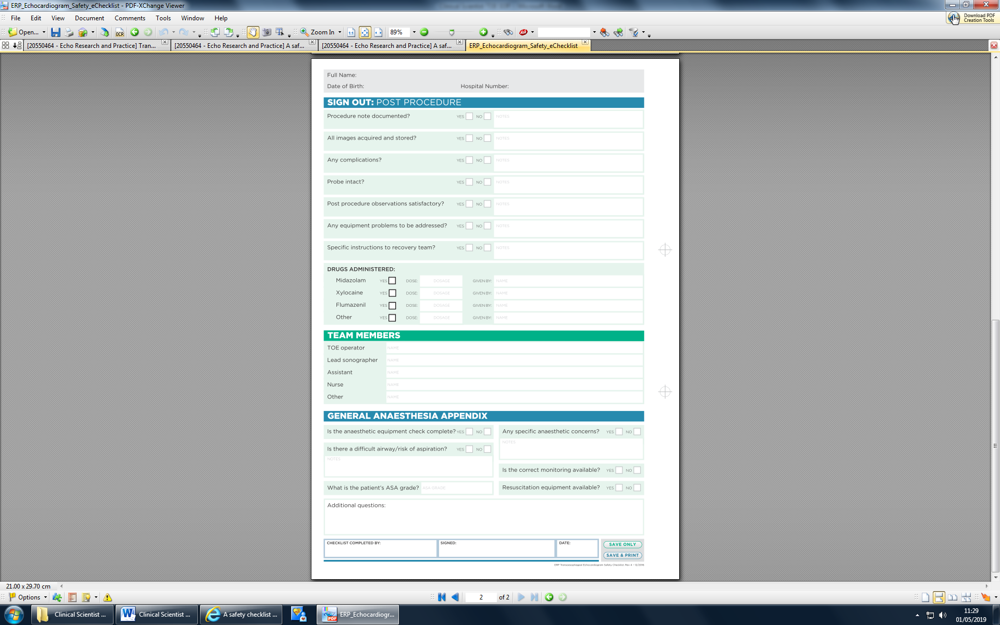 ERP_Echocardiogram_Safety_eChecklist - PDF-XChange Viewer
File Edit View Document Comments Tools Window Help
Download PDF
Creation Tools
Open... OCR Zoom In 1:1 89%
[20550464 - Echo Research and Practice] Tran... [20550464 - Echo Research and Practice] A saf... [20550464 - Echo Research and Practice] A saf... ERP_Echocardiogram_Safety_eChecklist
Full Name:
Date of Birth: Hospital Number:
SIGN OUT: POST PROCEDURE
Procedure note documented? YES NO NOTES
All images acquired and stored? YES NO NOTES
Any complications? YES NO NOTES
Probe intact? YES NO NOTES
Post procedure observations satisfactory? YES NO NOTES
Any equipment problems to be addressed? YES NO NOTES
Specific instructions to recovery team? YES NO NOTES
DRUGS ADMINISTERED:
Midazolam YES DOSE: DOSAGE GIVEN BY: NAME
Xylocaine YES DOSE: DOSAGE GIVEN BY: NAME
Flumazenil YES DOSE: DOSAGE GIVEN BY: NAME
Other YES DOSE: DOSAGE GIVEN BY: NAME
TEAM MEMBERS
TOE operator NAME
Lead sonographer NAME
Assistant NAME
Nurse NAME
Other NAME
GENERAL ANAESTHESIA APPENDIX
Is the anaesthetic equipment check complete? YES NO
Any specific anaesthetic concerns? YES NO
NOTES
Is there a difficult airway/risk of aspiration? YES NO
NOTES
Is the correct monitoring available? YES NO
What is the patient's ASA grade? ASA GRADE
Resuscitation equipment available? YES NO
Additional questions:
CHECKLIST COMPLETED BY: SIGNED: DATE:
SAVE ONLY
SAVE & PRINT
ERP Transoesophageal Echocardiogram Safety Checklist. Rev 4 - 12/2016
21.00 x 29.70 cm
Options 2 of 2
Clinical Scientist ... Clinical Scientist ... A safety checklist ... ERP_Echocardiogr...
11:29
01/05/2019